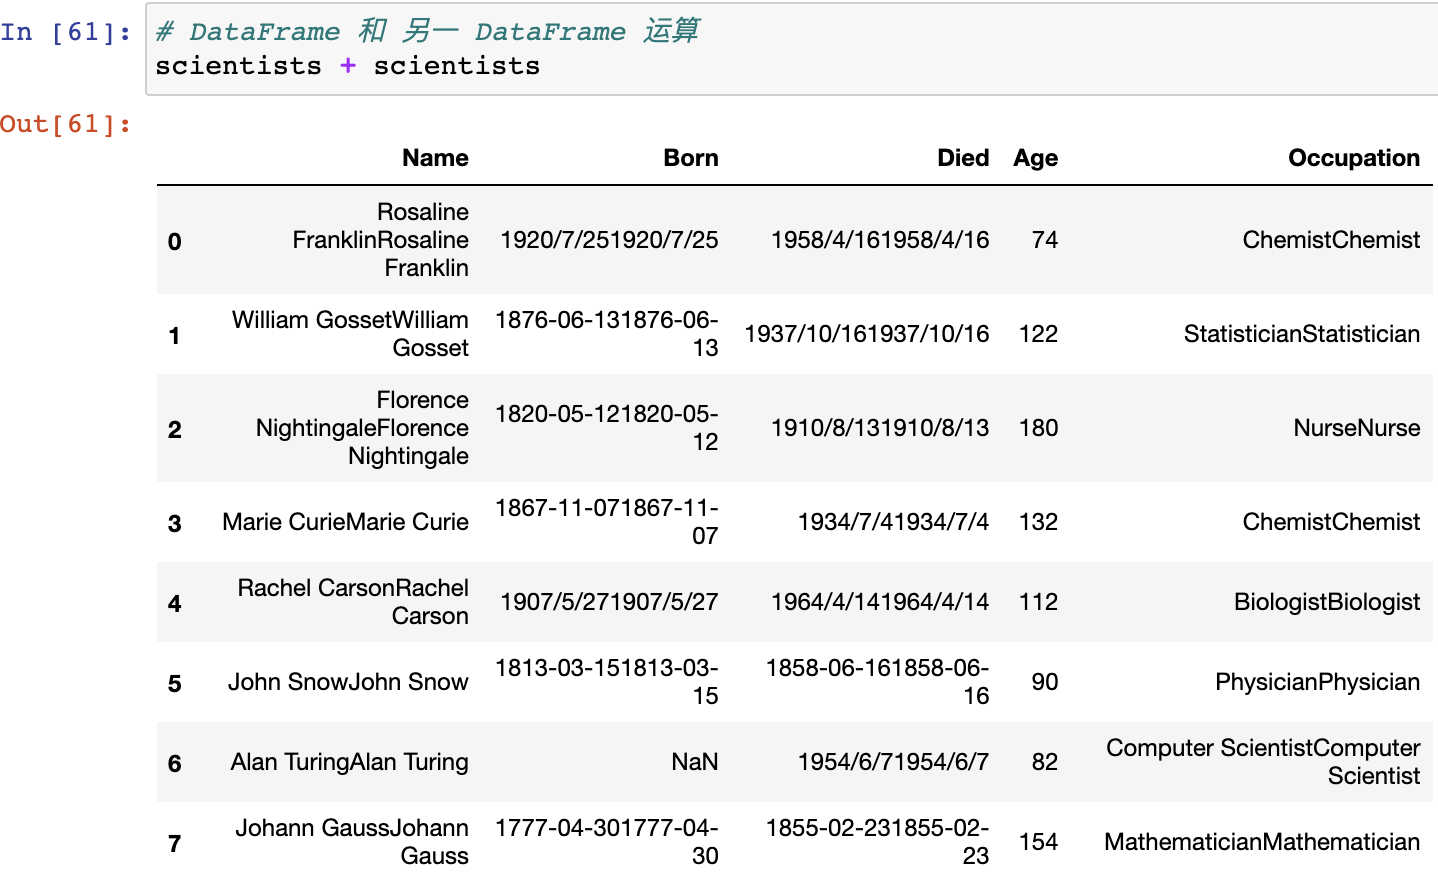 In [61]: # DataFrame 和 另一 DataFrame 运算
scientists + scientists
Out[61]:
Name Born Died Age Occupation
0 Rosaline FranklinRosaline Franklin 1920/7/251920/7/25 1958/4/161958/4/16 74 ChemistChemist
1 William GossetWilliam Gosset 1876-06-131876-06-13 1937/10/161937/10/16 122 StatisticianStatistician
2 Florence NightingaleFlorence Nightingale 1820-05-121820-05-12 1910/8/131910/8/13 180 NurseNurse
3 Marie CurieMarie Curie 1867-11-071867-11-07 1934/7/41934/7/4 132 ChemistChemist
4 Rachel CarsonRachel Carson 1907/5/271907/5/27 1964/4/141964/4/14 112 BiologistBiologist
5 John SnowJohn Snow 1813-03-151813-03-15 1858-06-161858-06-16 90 PhysicianPhysician
6 Alan TuringAlan Turing NaN 1954/6/71954/6/7 82 Computer ScientistComputer Scientist
7 Johann GaussJohann Gauss 1777-04-301777-04-30 1855-02-231855-02-23 154 MathematicianMathematician